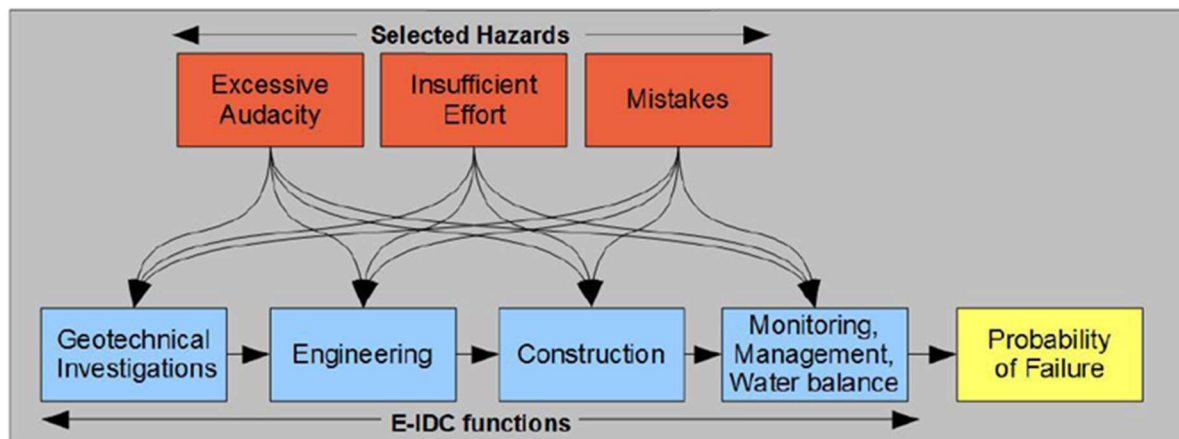 Selected Hazards
Excessive
Audacity
Insufficient
Effort
Mistakes
Geotechnical
Investigations
Engineering
Construction
Monitoring,
Management,
Water balance
Probability
of Failure
E-IDC functions